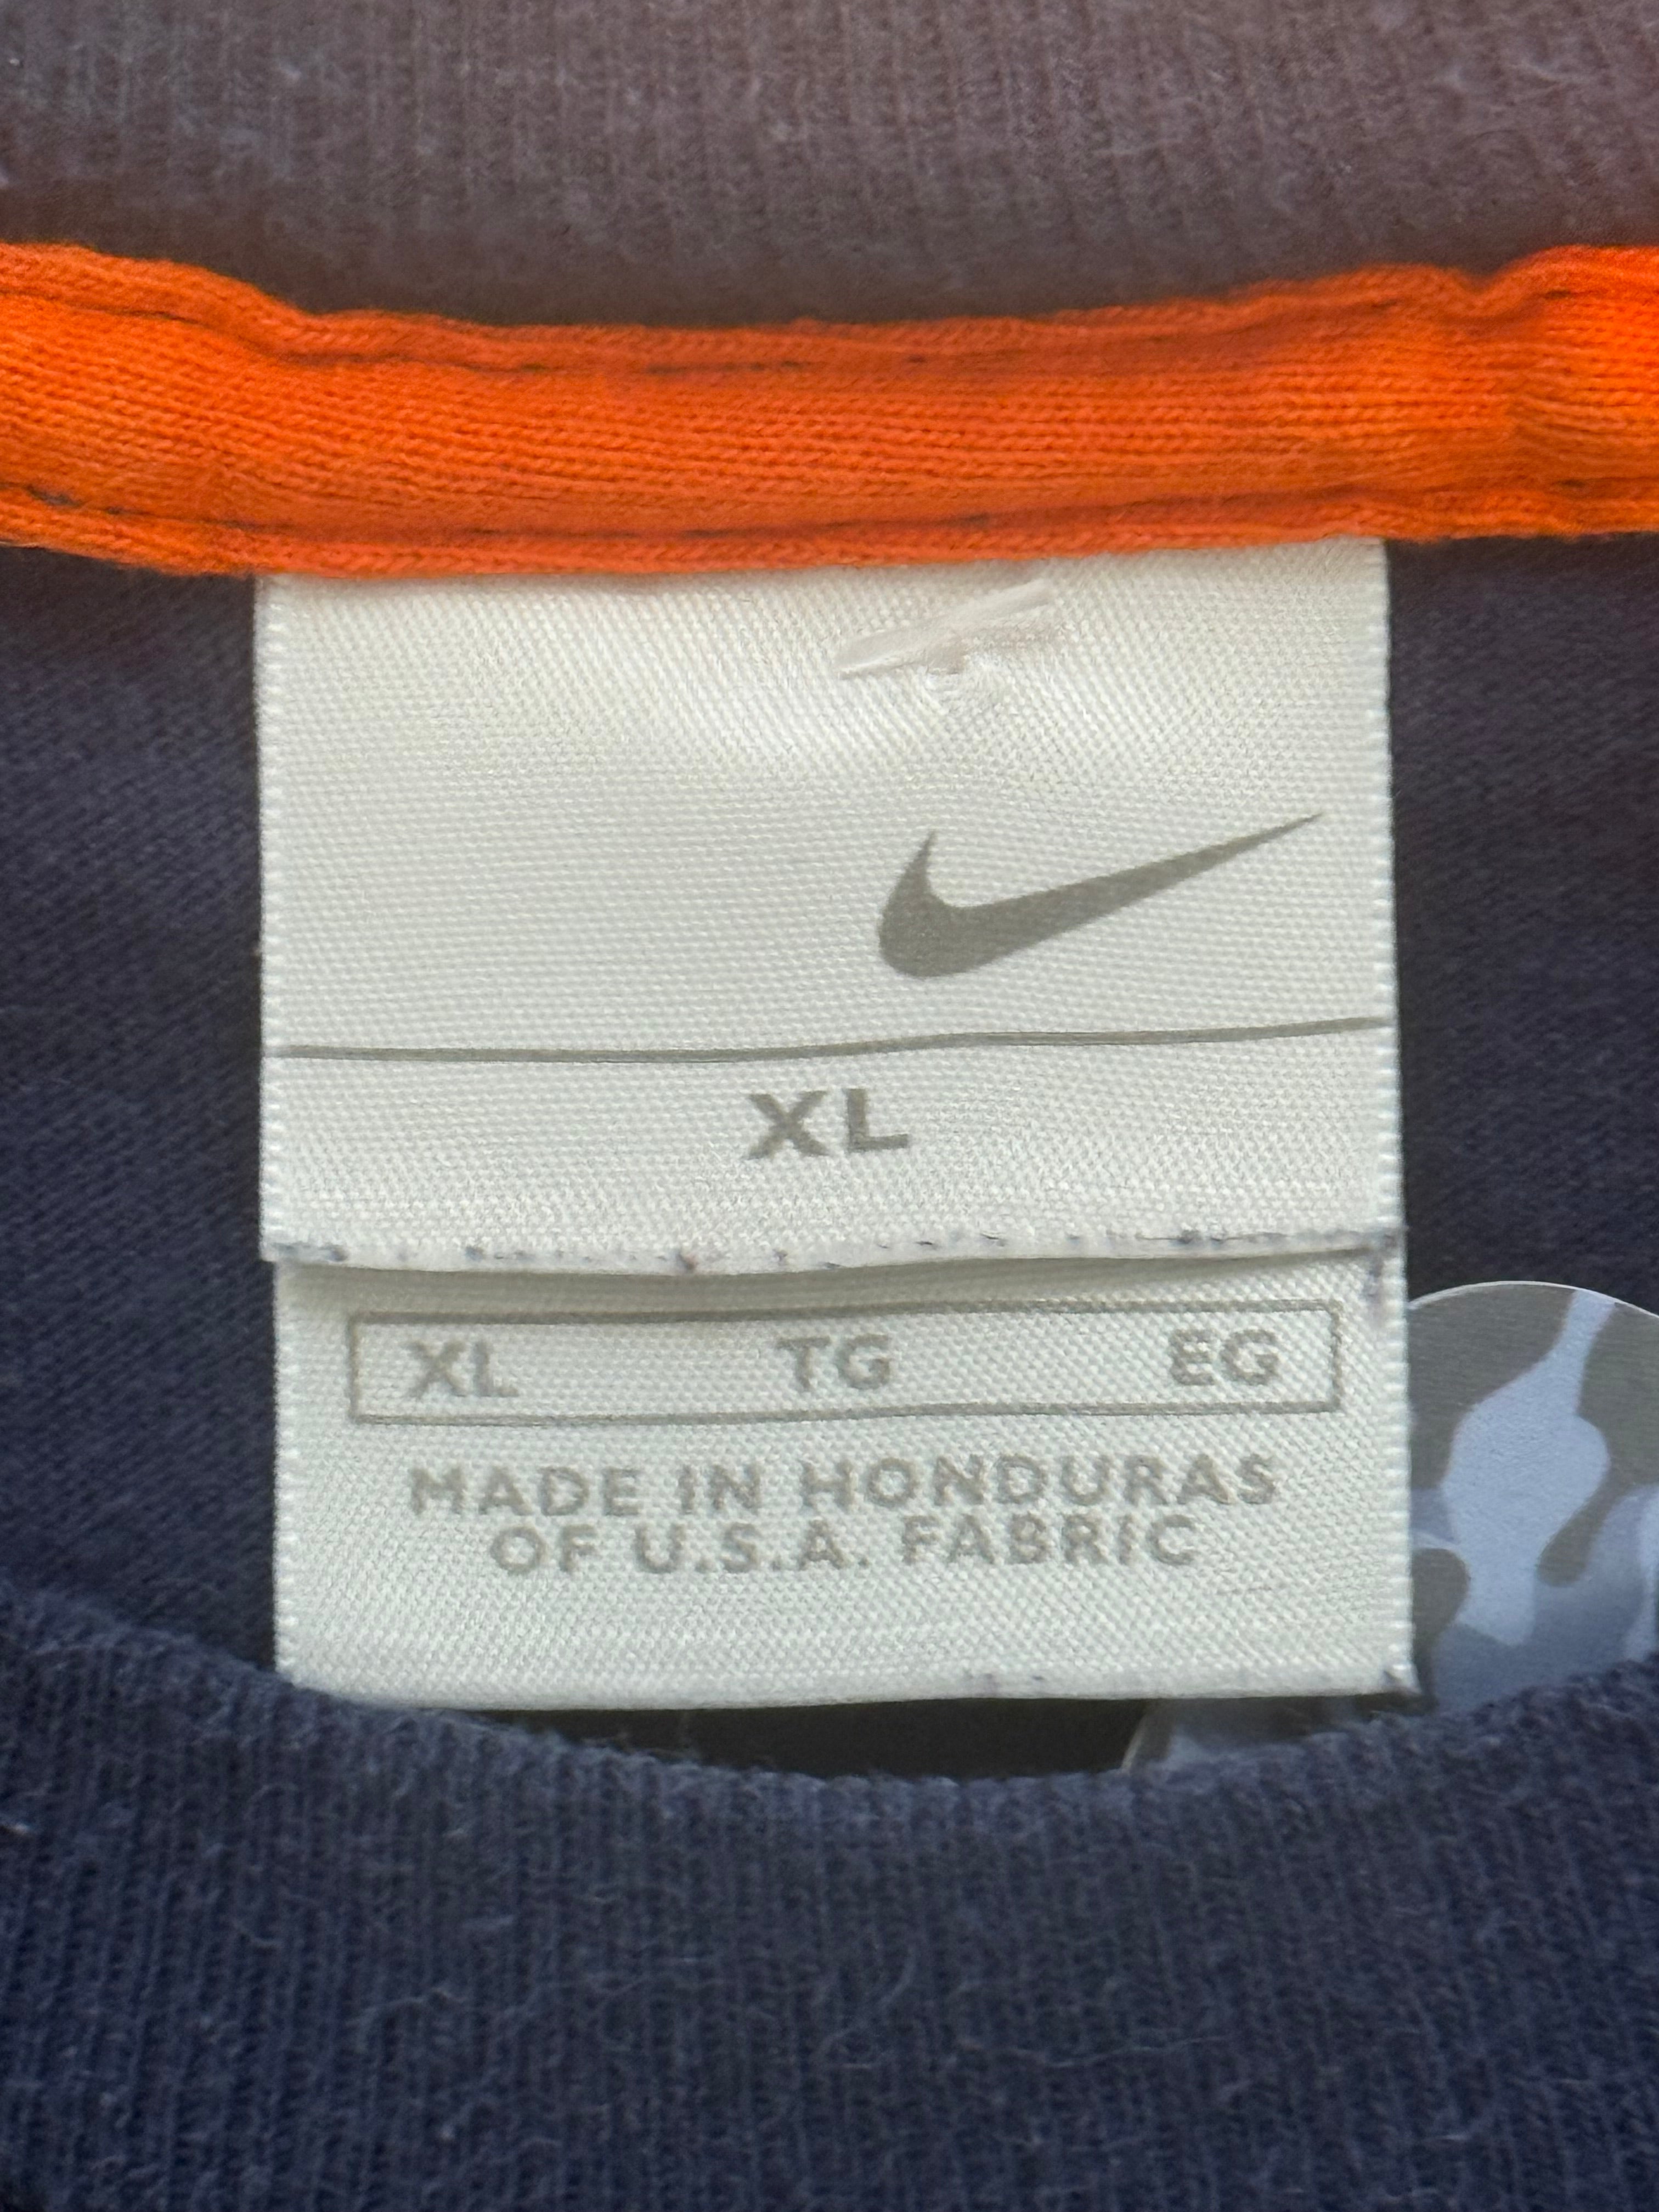 XL
XL TG EG
MADE IN HONDURAS
OF U.S.A. FABRIC